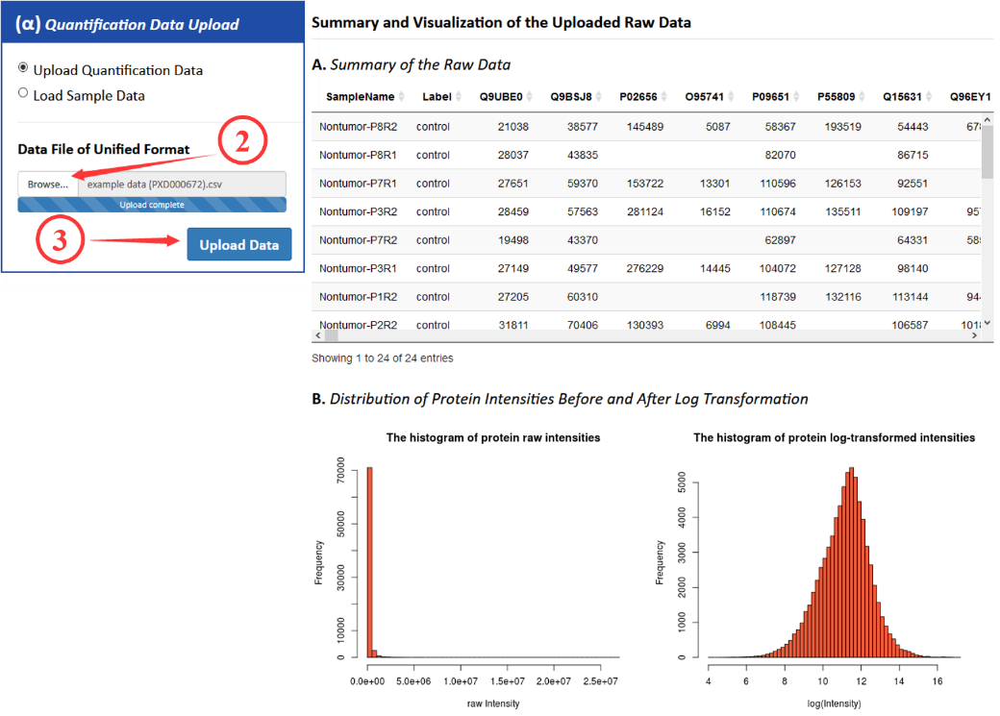 (α) Quantification Data Upload
Upload Quantification Data
Load Sample Data
Data File of Unified Format
2
Browse...
example data (PXD000672).csv
Upload complete
3
Upload Data
Summary and Visualization of the Uploaded Raw Data
A. Summary of the Raw Data
SampleName Label Q9UBE0 Q9BSJ8 P02656 O95741 P09651 P55809 Q15631 Q96EY1
Nontumor-P8R2 control 21038 38577 145489 5087 58367 193519 54443
Nontumor-P8R1 control 28037 43835 82070 86715
Nontumor-P7R1 control 27651 59370 153722 13301 110596 126153 92551
Nontumor-P3R2 control 28459 57563 281124 16152 110674 135511 109197
Nontumor-P7R2 control 19498 43370 62897 64331
Nontumor-P3R1 control 27149 49577 276229 14445 104072 127128 98140
Nontumor-P1R2 control 27205 60310 118739 132116 113144
Nontumor-P2R2 control 31811 70406 130393 6994 108445 106587
Showing 1 to 24 of 24 entries
B. Distribution of Protein Intensities Before and After Log Transformation
The histogram of protein raw intensities
Frequency
70000
50000
30000
10000
0
0.0e+00 5.0e+06 1.0e+07 1.5e+07 2.0e+07 2.5e+07
raw Intensity
The histogram of protein log-transformed intensities
Frequency
5000
4000
3000
2000
1000
0
4 6 8 10 12 14 16
log(Intensity)